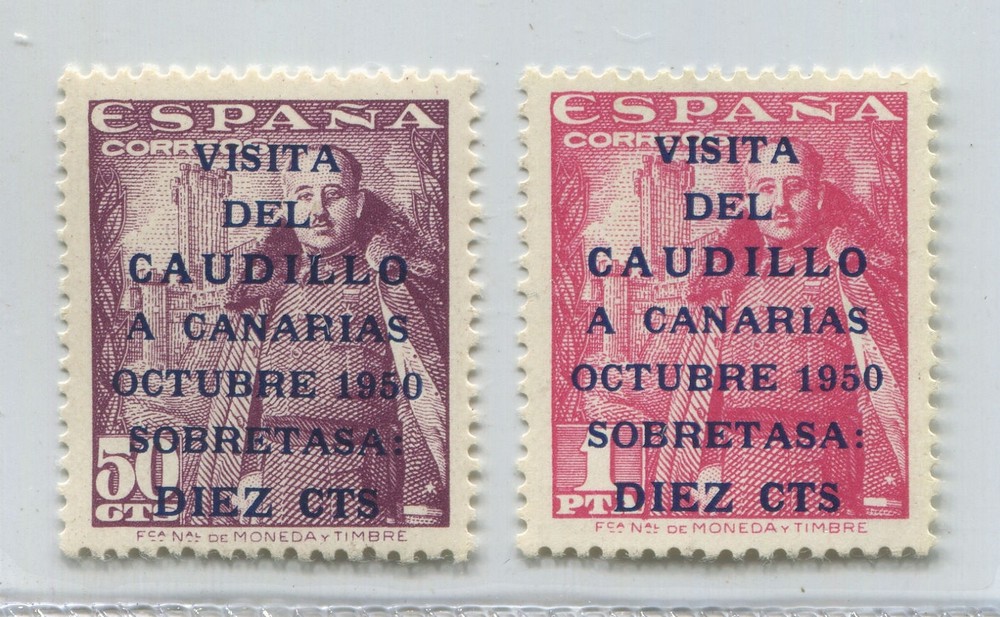 ESPAÑA
CORREOS
VISITA
DEL
CAUDILLO
A CANARIAS
OCTUBRE 1950
SOBRETASA:
DIEZ CTS
50
CTS
FCA NAL DE MONEDA Y TIMBRE
ESPAÑA
CORREOS
VISITA
DEL
CAUDILLO
A CANARIAS
OCTUBRE 1950
SOBRETASA:
DIEZ CTS
1
PTA
FCA NAL DE MONEDA Y TIMBRE